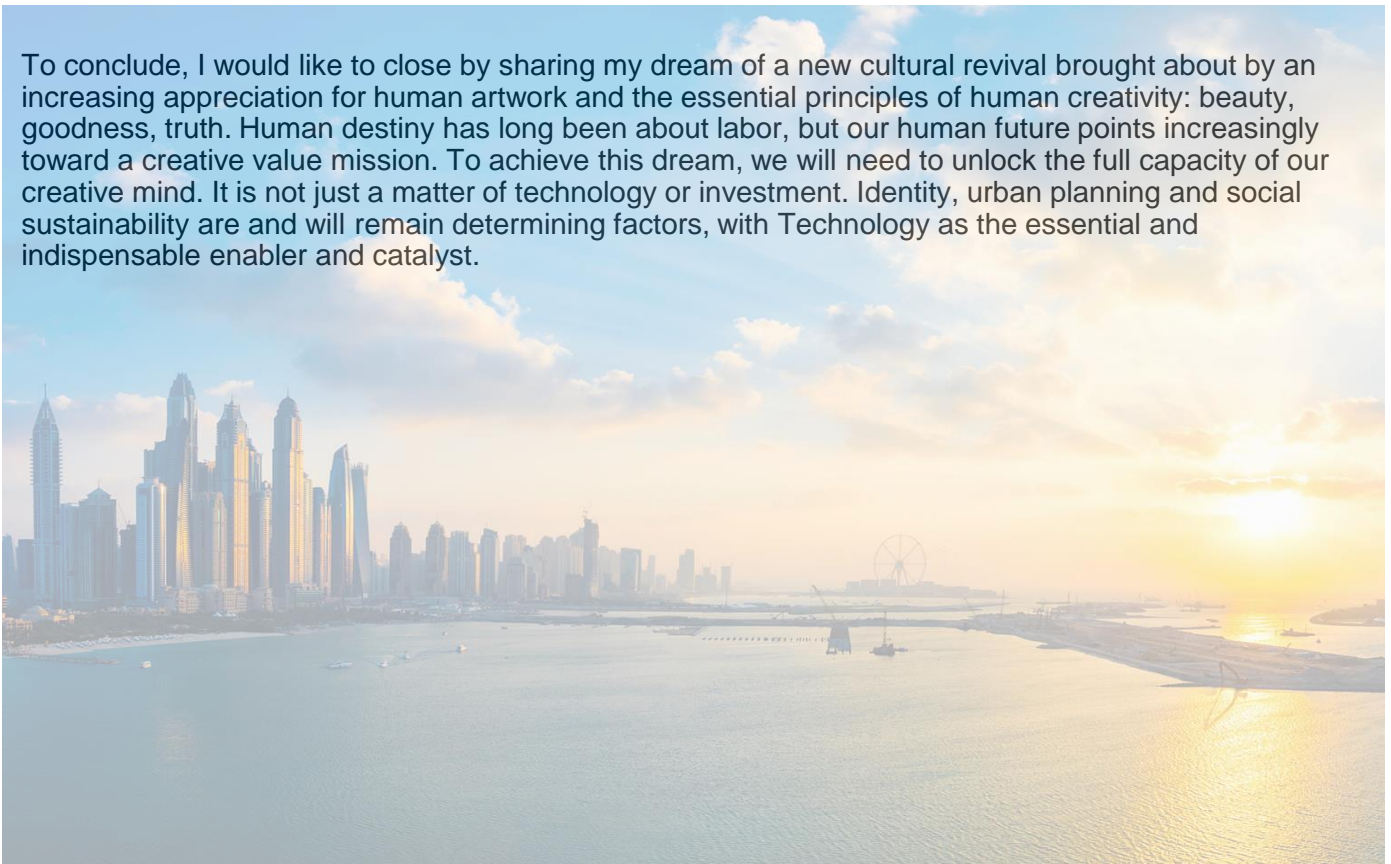 To conclude, I would like to close by sharing my dream of a new cultural revival brought about by an
increasing appreciation for human artwork and the essential principles of human creativity: beauty,
goodness, truth. Human destiny has long been about labor, but our human future points increasingly
toward a creative value mission. To achieve this dream, we will need to unlock the full capacity of our
creative mind. It is not just a matter of technology or investment. Identity, urban planning and social
sustainability are and will remain determining factors, with Technology as the essential and
indispensable enabler and catalyst.